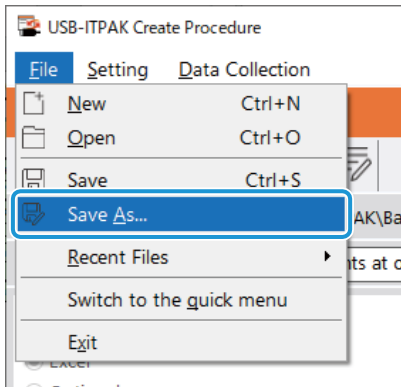 USB-ITPAK Create Procedure
File Setting Data Collection
New Ctrl+N
Open Ctrl+O
Save Ctrl+S
Save As...
AK\Ba
Recent Files
nts at o
Switch to the quick menu
Exit
Excel